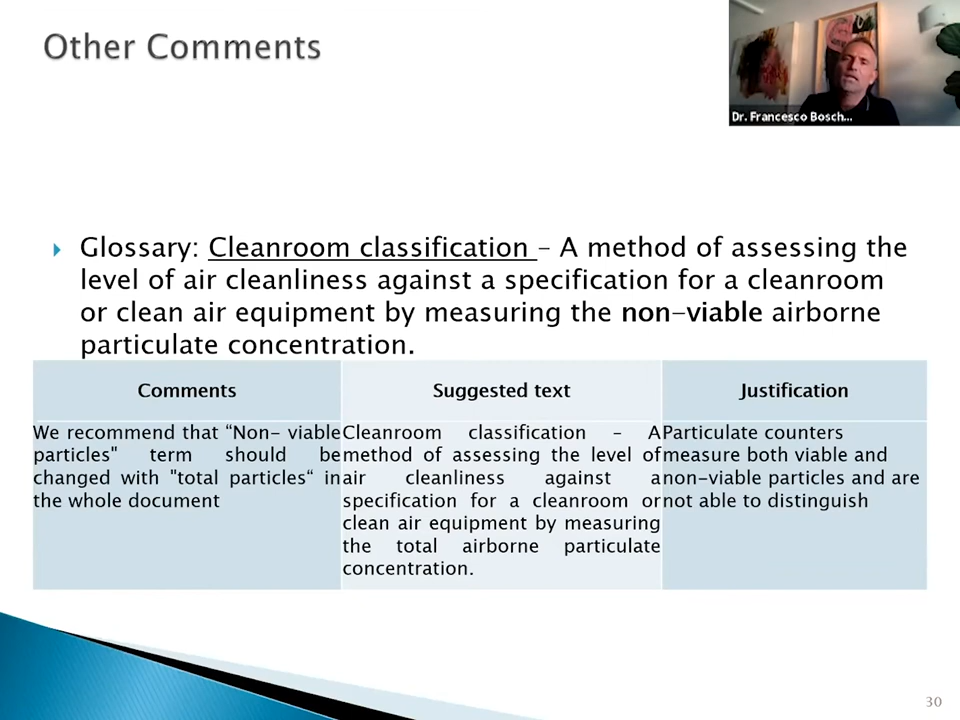 Other Comments
Dr. Francesco Bosch...
Glossary: Cleanroom classification – A method of assessing the
level of air cleanliness against a specification for a cleanroom
or clean air equipment by measuring the non-viable airborne
particulate concentration.
Comments
Suggested text
Justification
We recommend that “Non- viable
particles" term should be
changed with "total particles“ in
the whole document
Cleanroom classification – A
method of assessing the level of
air cleanliness against a
specification for a cleanroom or
clean air equipment by measuring
the total airborne particulate
concentration.
Particulate counters
measure both viable and
non-viable particles and are
not able to distinguish
30